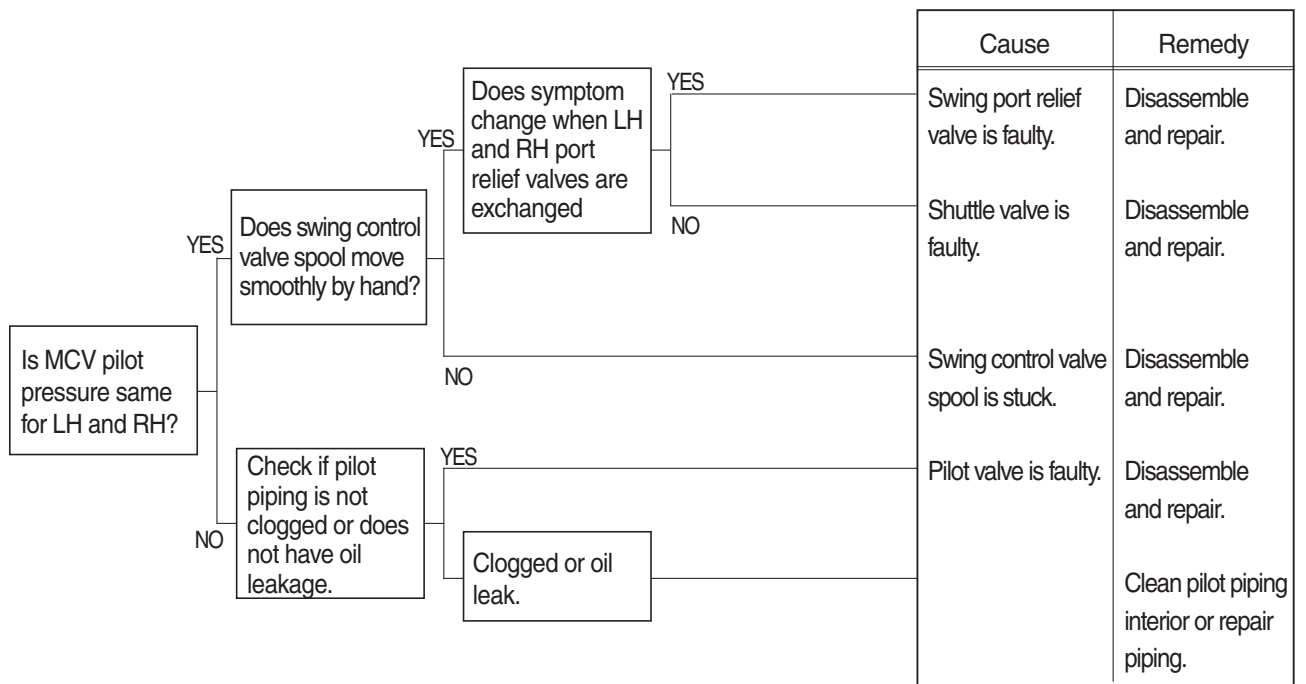 Cause
Remedy
Is MCV pilot
pressure same
for LH and RH?
YES
Does swing control
valve spool move
smoothly by hand?
YES
Does symptom
change when LH
and RH port
relief valves are
exchanged
YES
Swing port relief
valve is faulty.
Disassemble
and repair.
NO
Shuttle valve is
faulty.
Disassemble
and repair.
NO
Swing control valve
spool is stuck.
Disassemble
and repair.
NO
Check if pilot
piping is not
clogged or does
not have oil
leakage.
YES
Pilot valve is faulty.
Disassemble
and repair.
Clogged or oil
leak.
Clean pilot piping
interior or repair
piping.